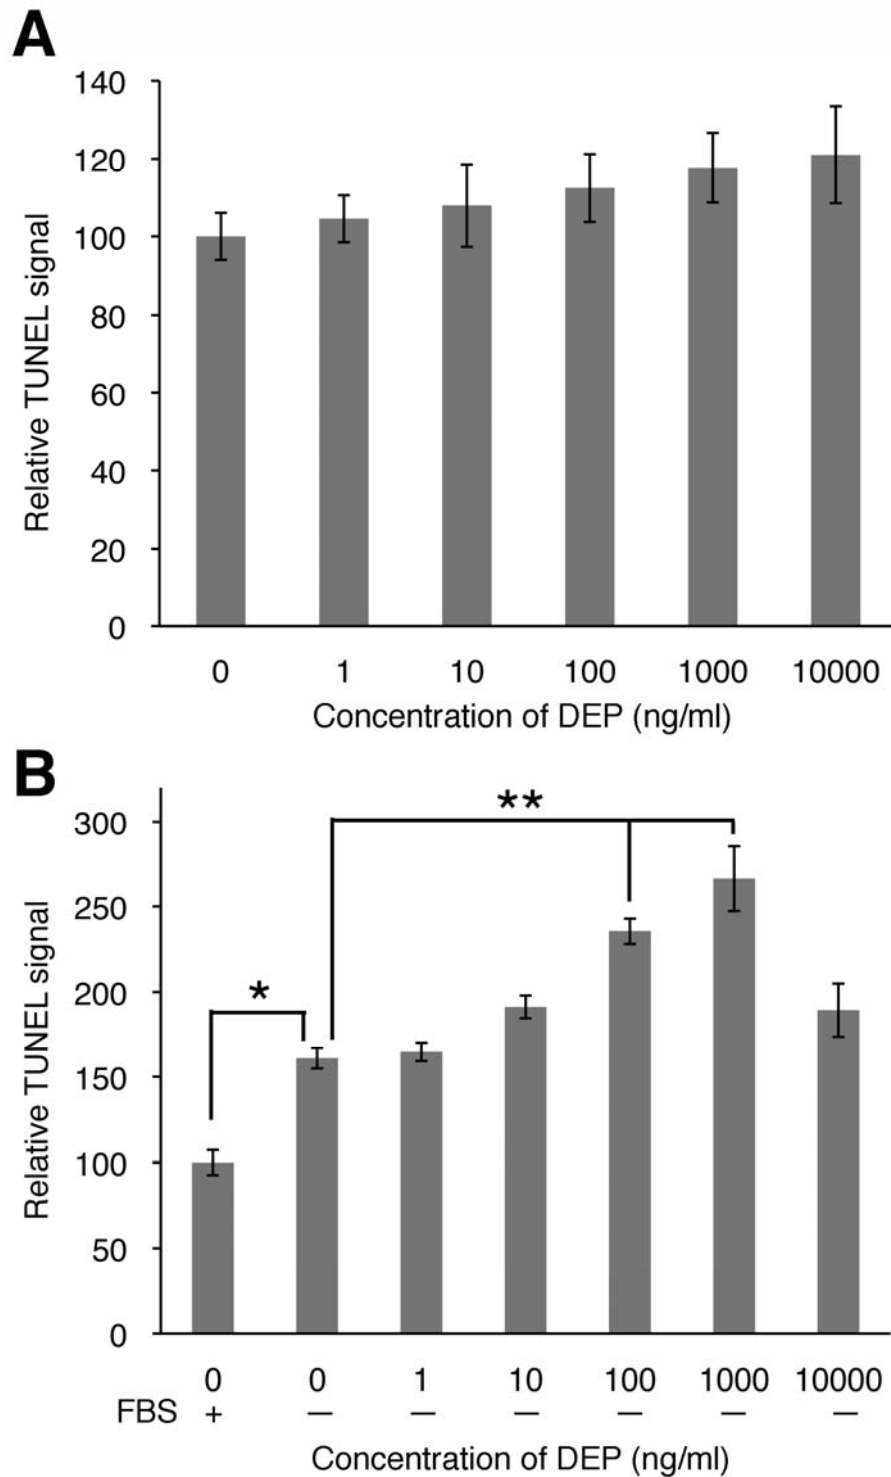 A
140
120
100
80
60
40
20
0
Relative TUNEL signal
0 1 10 100 1000 10000
Concentration of DEP (ng/ml)
B
300
250
200
150
100
50
0
Relative TUNEL signal
*
**
0 0 1 10 100 1000 10000
FBS + — — — — — —
Concentration of DEP (ng/ml)